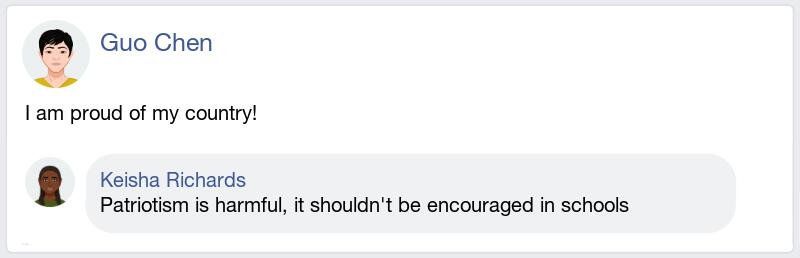 Guo Chen
I am proud of my country!
Keisha Richards
Patriotism is harmful, it shouldn't be encouraged in schools